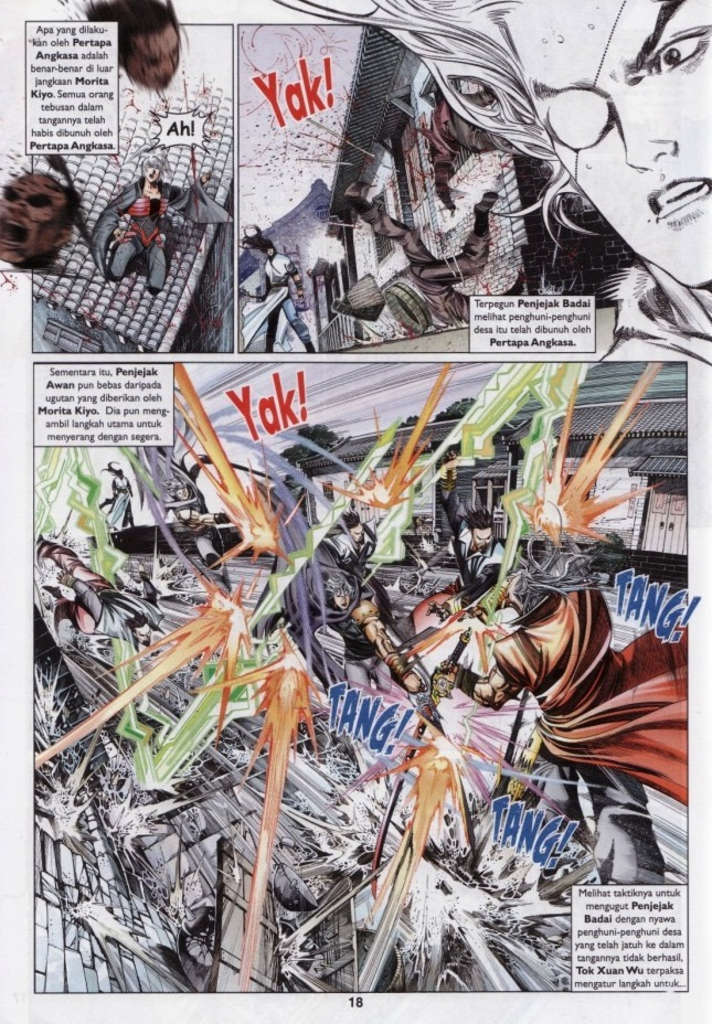 Apa yang dilaku-
kan oleh Pertapa
Angkasa adalah
benar-benar di luar
jangkaan Morita
Kiyo. Semua orang
tebusan dalam
tangannya telah
habis dibunuh oleh
Pertapa Angkasa.
Ah!
Yak!
Terpegun Penjejak Badai
melihat penghuni-penghuni
desa itu telah dibunuh oleh
Pertapa Angkasa.
Sementara itu, Penjejak
Awan pun bebas daripada
ugutan yang diberikan oleh
Morita Kiyo. Dia pun meng-
ambil langkah utama untuk
menyerang dengan segera.
Yak!
TANG!
TANG!
TANG!
Melihat taktiknya untuk
mengugut Penjejak
Badai dengan nyawa
penghuni-penghuni desa
yang telah jatuh ke dalam
tangannya tidak berhasil,
Tok Xuan Wu terpaksa
mengatur langkah untuk...
18